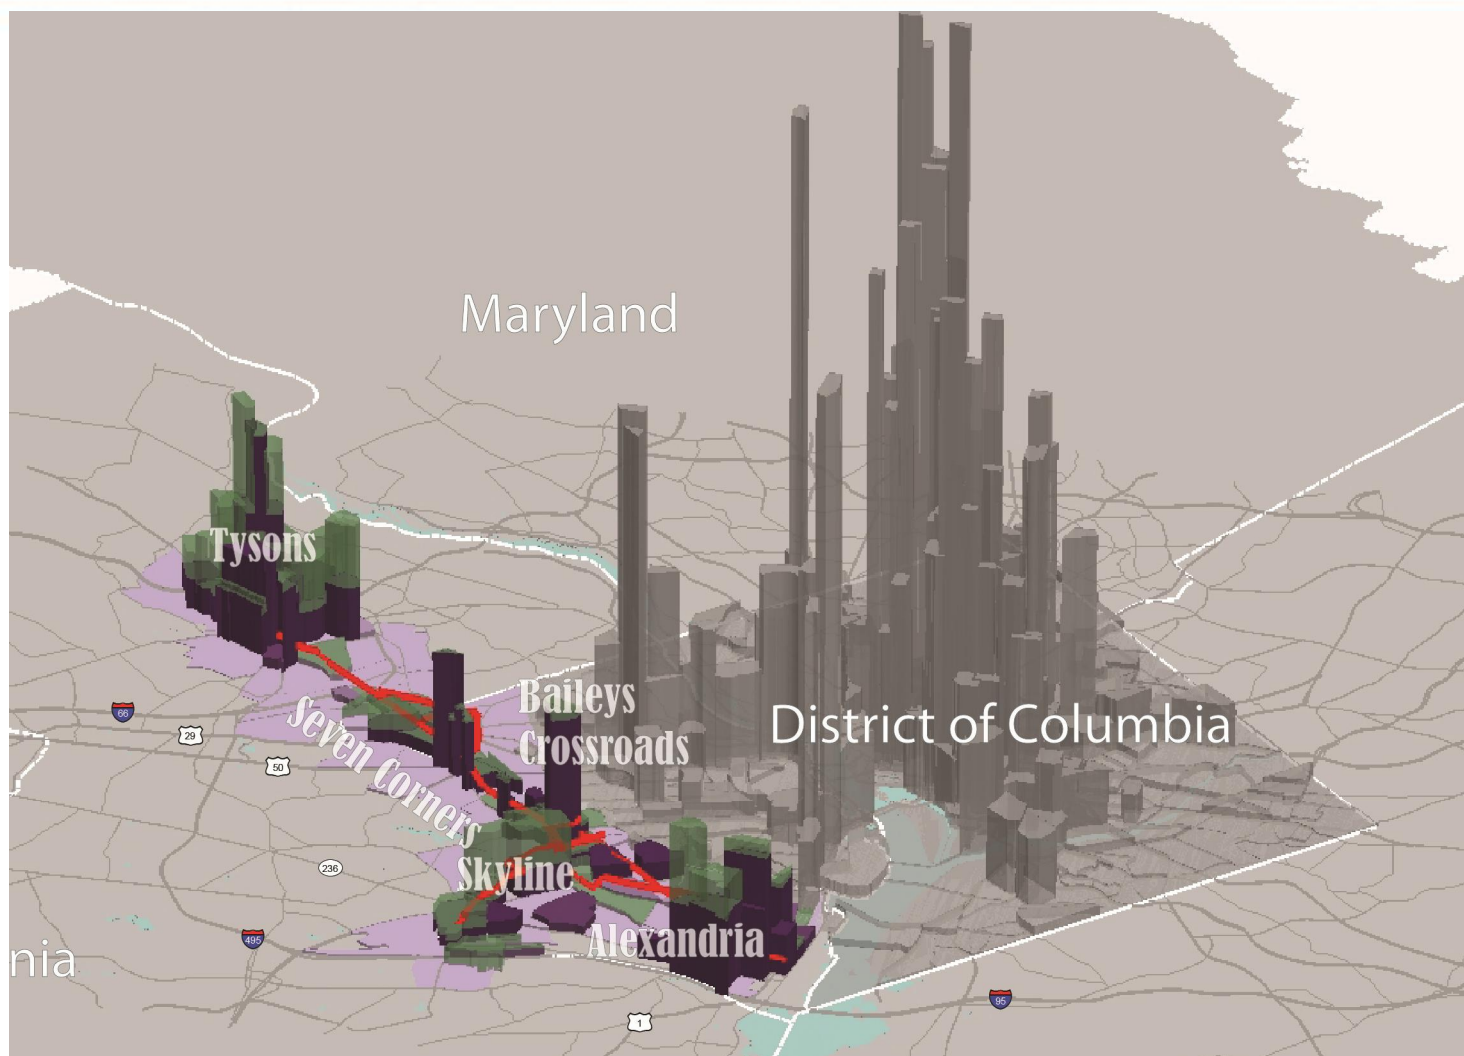 Maryland
Tysons
66
29
50
Seven Corners
Baileys
Crossroads
District of Columbia
236
Skyline
495
Alexandria
nia
95
1